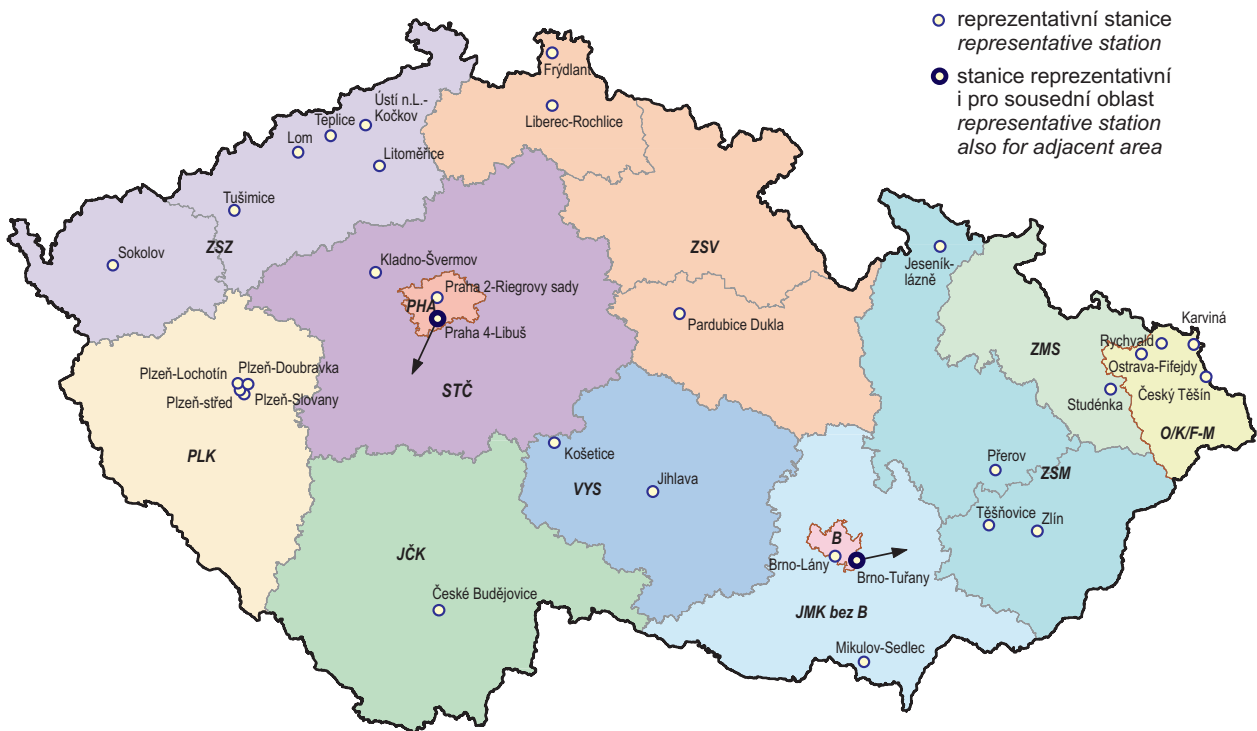 reprezentativní stanice
representative station
stanice reprezentativní
i pro sousední oblast
representative station
also for adjacent area
Frýdlant
Liberec-Rochlice
Ústí n.L.-
Kočkov
Teplice
Lom
Litoměřice
Tušimice
Sokolov
ZSZ
ZSV
Jeseník-
lázně
Kladno-Švermov
Praha 2-Riegrovy sady
PHA
Praha 4-Libuš
Pardubice Dukla
STČ
ZMS
Karviná
Rychvald
Ostrava-Fifejdy
Český Těšín
Studénka
O/K/F-M
Plzeň-Doubravka
Plzeň-Lochotín
Plzeň-Slovany
Plzeň-střed
PLK
Košetice
VYS
Jihlava
Přerov
ZSM
Těšňovice
Zlín
B
Brno-Lány
Brno-Tuřany
JČK
České Budějovice
JMK bez B
Mikulov-Sedlec